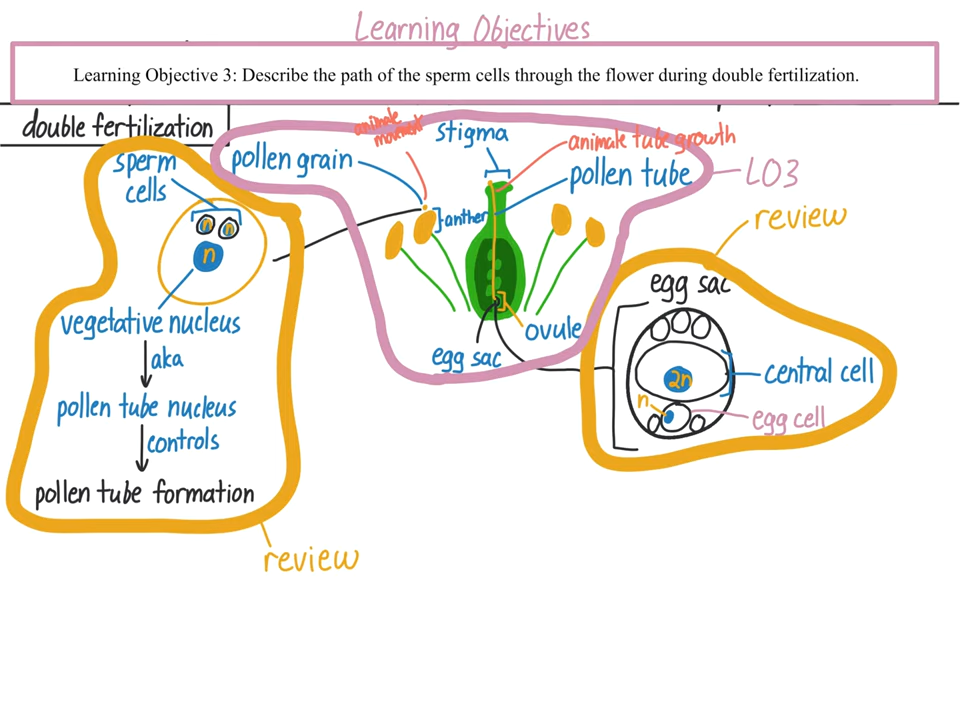 Learning Objectives
Learning Objective 3: Describe the path of the sperm cells through the flower during double fertilization.
double fertilization
sperm
cells
n
n
n
vegetative nucleus
aka
pollen tube nucleus
controls
pollen tube formation
review
pollen grain
animate
movement
stigma
animate tube growth
pollen tube
LO3
anther
ovule
egg sac
review
egg sac
2n
central cell
n
egg cell